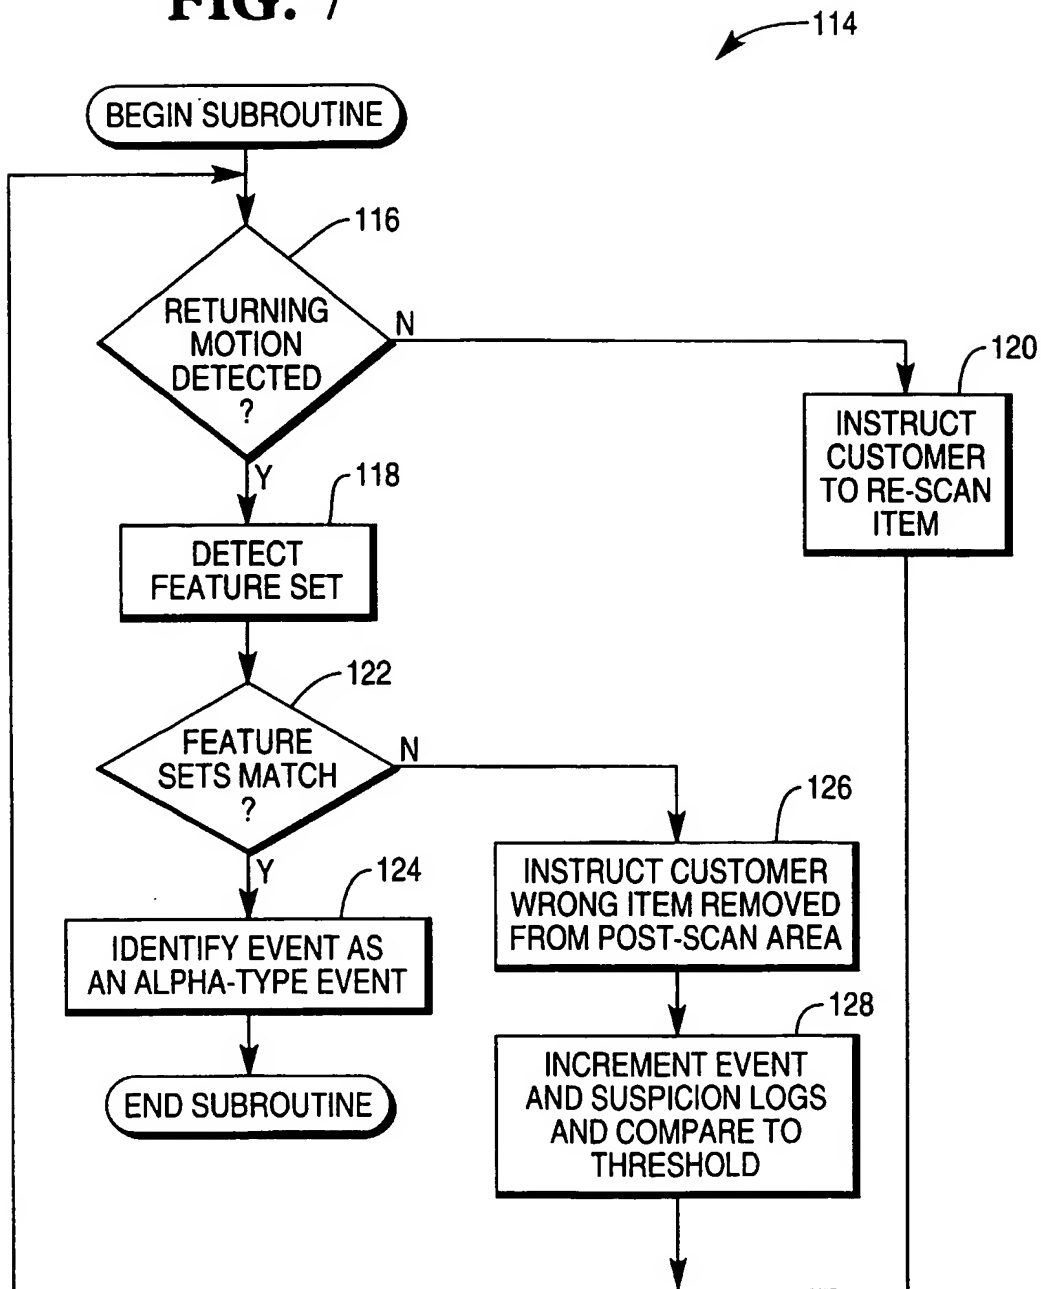 FIG. 7
114
BEGIN SUBROUTINE
116
RETURNING
MOTION
DETECTED
?
N
Y
120
INSTRUCT
CUSTOMER
TO RE-SCAN
ITEM
118
DETECT
FEATURE SET
122
FEATURE
SETS MATCH
?
N
Y
126
INSTRUCT CUSTOMER
WRONG ITEM REMOVED
FROM POST-SCAN AREA
124
IDENTIFY EVENT AS
AN ALPHA-TYPE EVENT
128
INCREMENT EVENT
AND SUSPICION LOGS
AND COMPARE TO
THRESHOLD
END SUBROUTINE